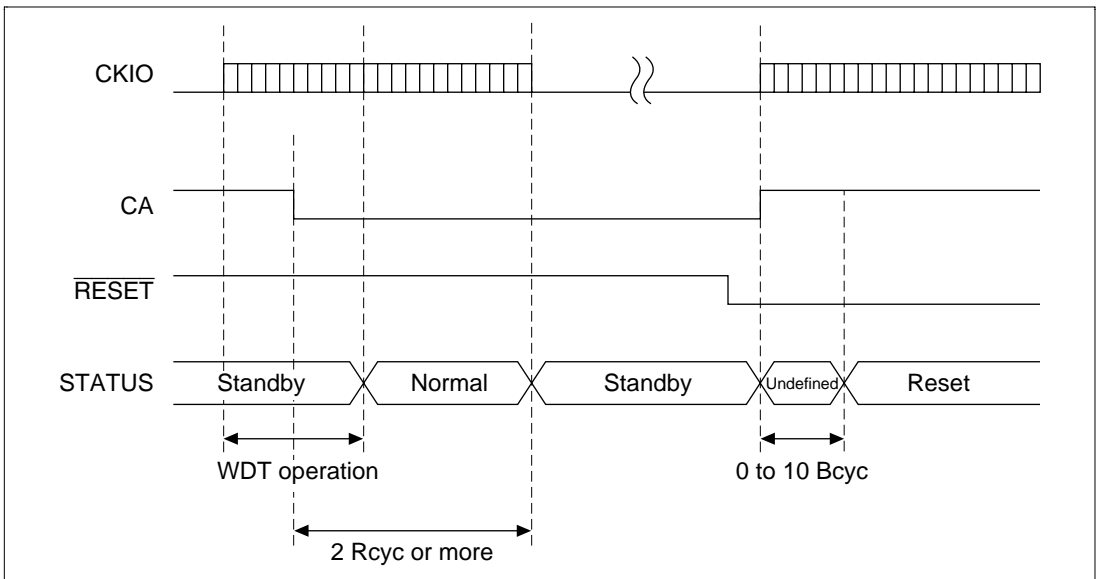 CKIO
CA
RESET
STATUS
Standby
Normal
Standby
Undefined
Reset
WDT operation
0 to 10 Bcyc
2 Rcyc or more